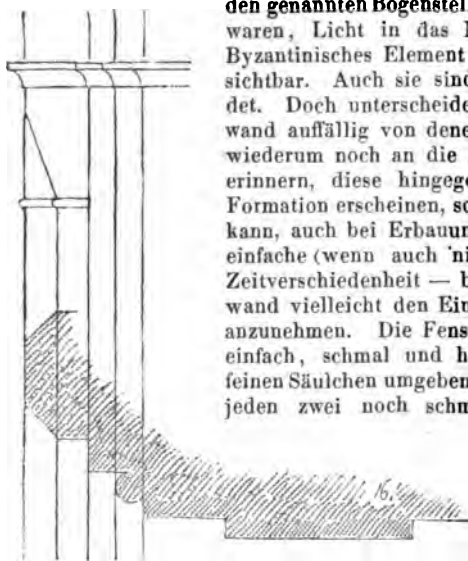 den genannten Bogenstel
waren, Licht in das
Byzantinisches Element
sichtbar. Auch sie sind
det. Doch unterscheide
wand auffällig von dene
wiederum noch an die
erinnern, diese hingege
Formation erscheinen, so
kann, auch bei Erbauun
einfache (wenn auch ni
Zeitverschiedenheit — b
wand vielleicht den Ein
anzunehmen. Die Fens
einfach, schmal und h
feinen Säulchen umgeben
jeden zwei noch schm
16.